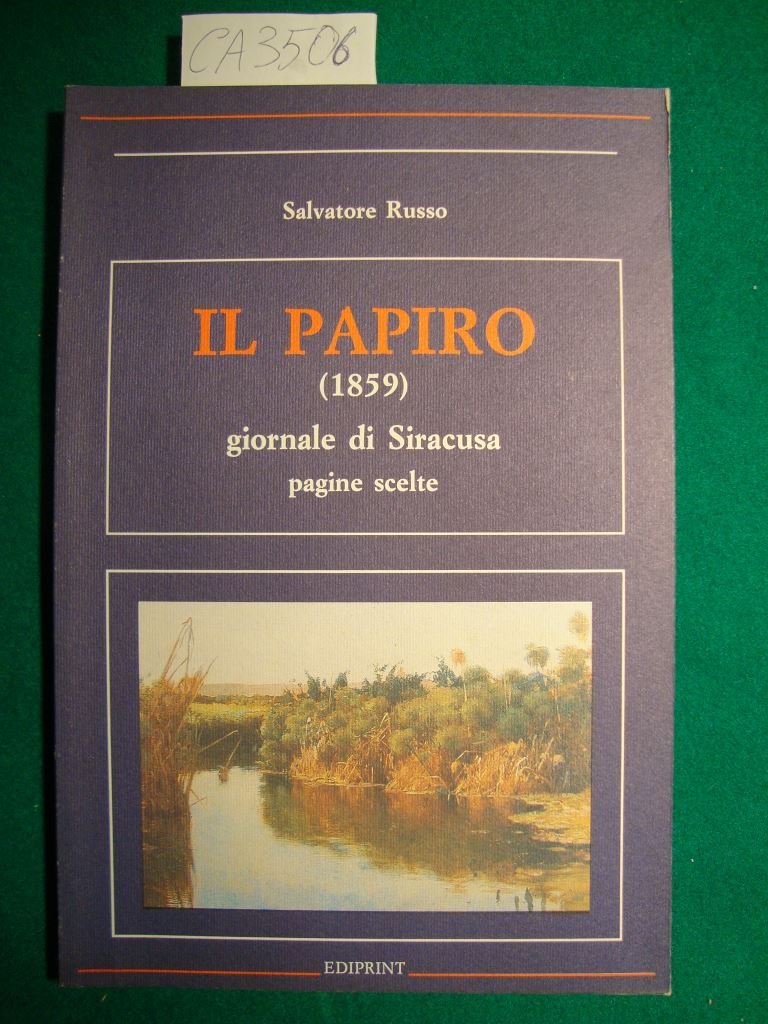 CA3506
Salvatore Russo
IL PAPIRO
(1859)
giornale di Siracusa
pagine scelte
EDIPRINT